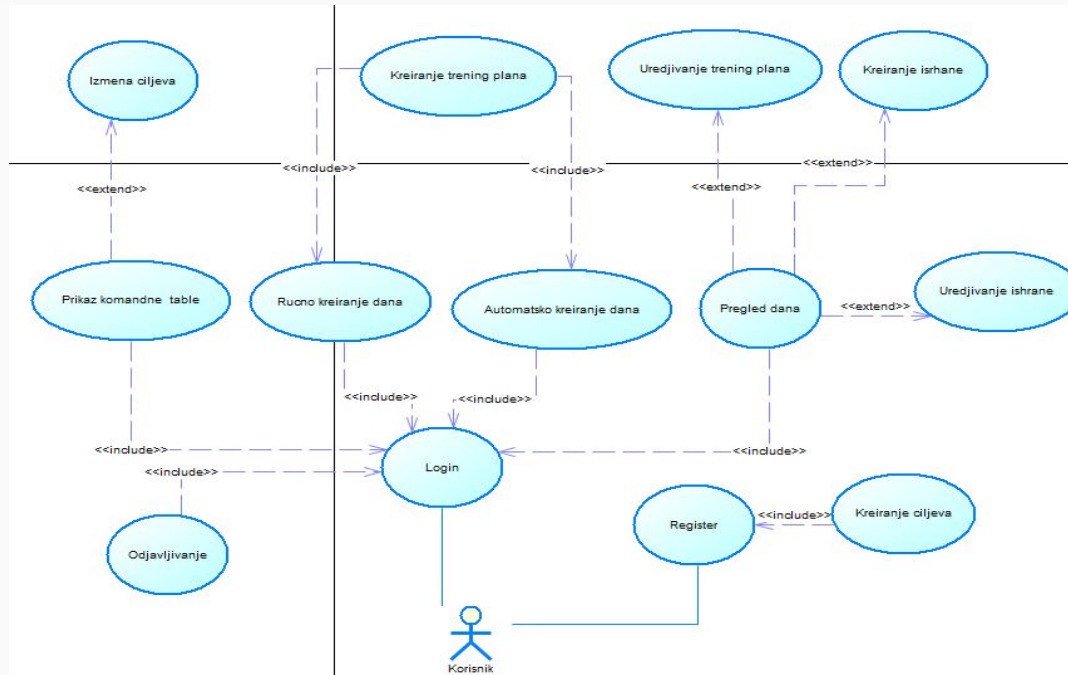 Izmena ciljeva
Kreiranje trening plana
Uredjivanje trening plana
Kreiranje isrhane
<<include>>
<<include>>
<<extend>>
<<extend>>
<<extend>>
Prikaz komandne table
Rucno kreiranje dana
Automatsko kreiranje dana
Pregled dana
<<extend>>
Uredjivanje ishrane
<<include>>
<<include>>
<<include>>
<<include>>
<<include>>
Login
Odjavljivanje
Register
<<include>>
Kreiranje ciljeva
Korisnik